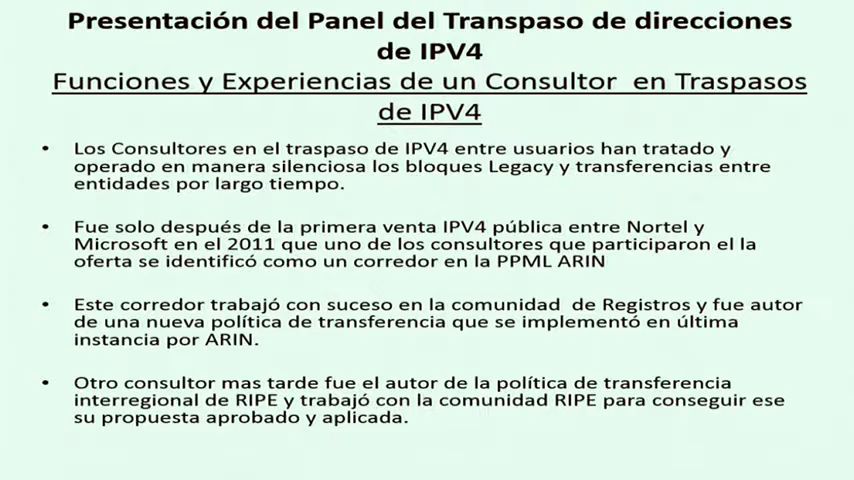 Presentación del Panel del Transpaso de direcciones
de IPV4
Funciones y Experiencias de un Consultor en Traspasos
de IPV4
• Los Consultores en el traspaso de IPV4 entre usuarios han tratado y
operado en manera silenciosa los bloques Legacy y transferencias entre
entidades por largo tiempo.
• Fue solo después de la primera venta IPV4 pública entre Nortel y
Microsoft en el 2011 que uno de los consultores que participaron el la
oferta se identificó como un corredor en la PPML ARIN
• Este corredor trabajó con suceso en la comunidad de Registros y fue autor
de una nueva política de transferencia que se implementó en última
instancia por ARIN.
• Otro consultor mas tarde fue el autor de la política de transferencia
interregional de RIPE y trabajó con la comunidad RIPE para conseguir ese
su propuesta aprobado y aplicada.